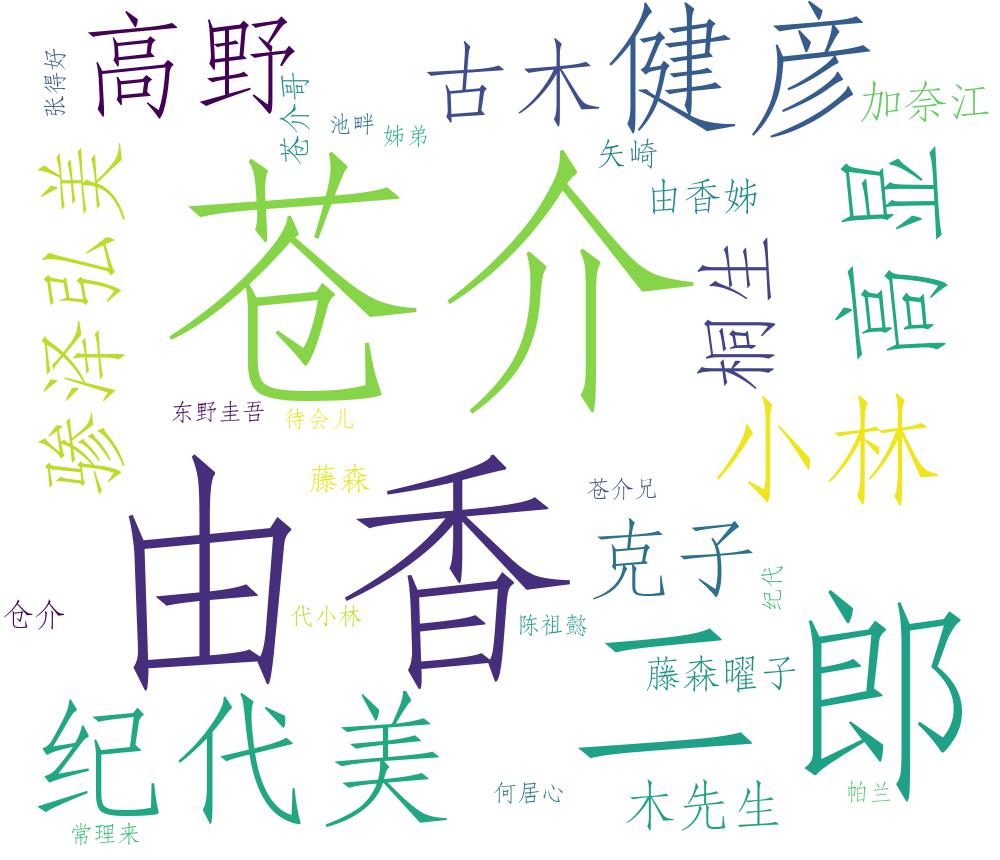 高野
古木
健彦
加奈江
张得好
苍介哥
池畔
姊弟
矢崎
由香姊
骖泽弘美
苍介
桐生
高显
东野圭吾
待会儿
小林
藤森
由香
苍介兄
克子
纪代
仓介
代小林
陈祖懿
二郎
藤森曜子
纪代美
何居心
木先生
帕兰
常理来